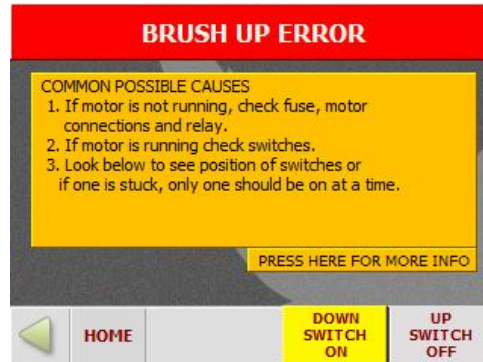 BRUSH UP ERROR
COMMON POSSIBLE CAUSES
1. If motor is not running, check fuse, motor
connections and relay.
2. If motor is running check switches.
3. Look below to see position of switches or
if one is stuck, only one should be on at a time.
PRESS HERE FOR MORE INFO
HOME
DOWN
SWITCH
ON
UP
SWITCH
OFF